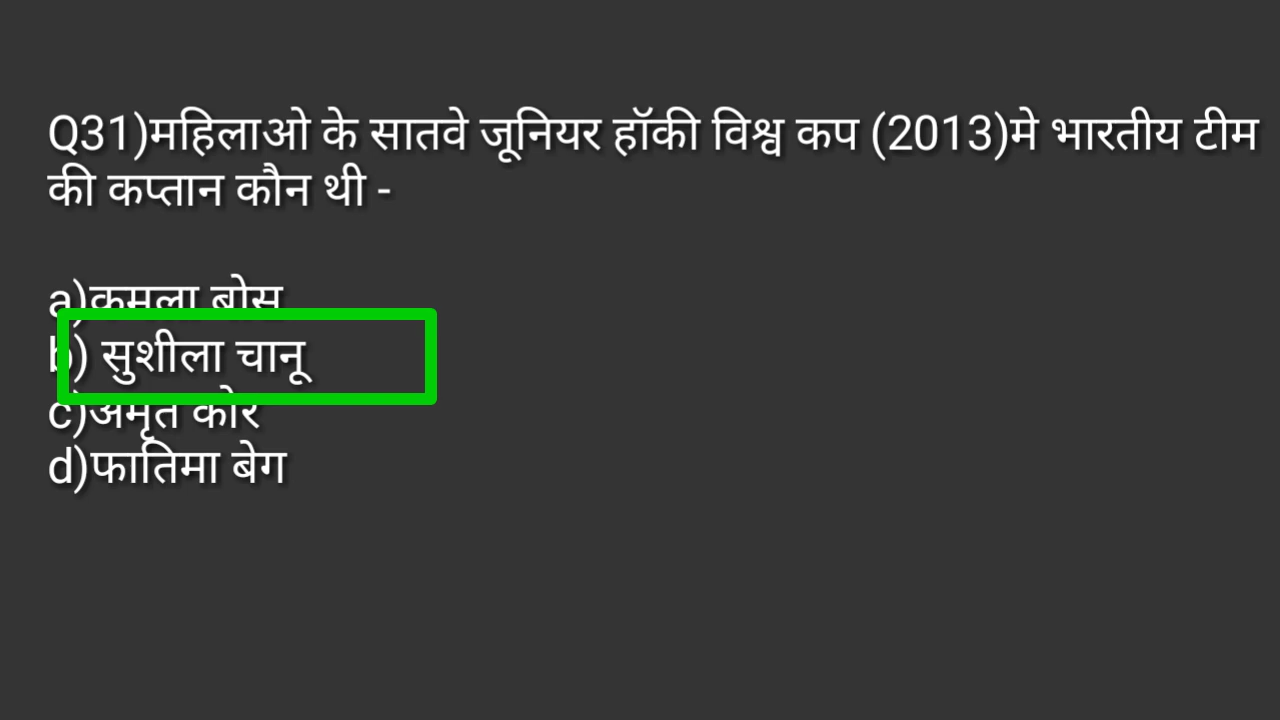 Q31)महिलाओ के सातवे जूनियर हॉकी विश्व कप (2013)मे भारतीय टीम
की कप्तान कौन थी -
a)कमला बोस
b) सुशीला चानू
c)अमृत कोर
d)फातिमा बेग